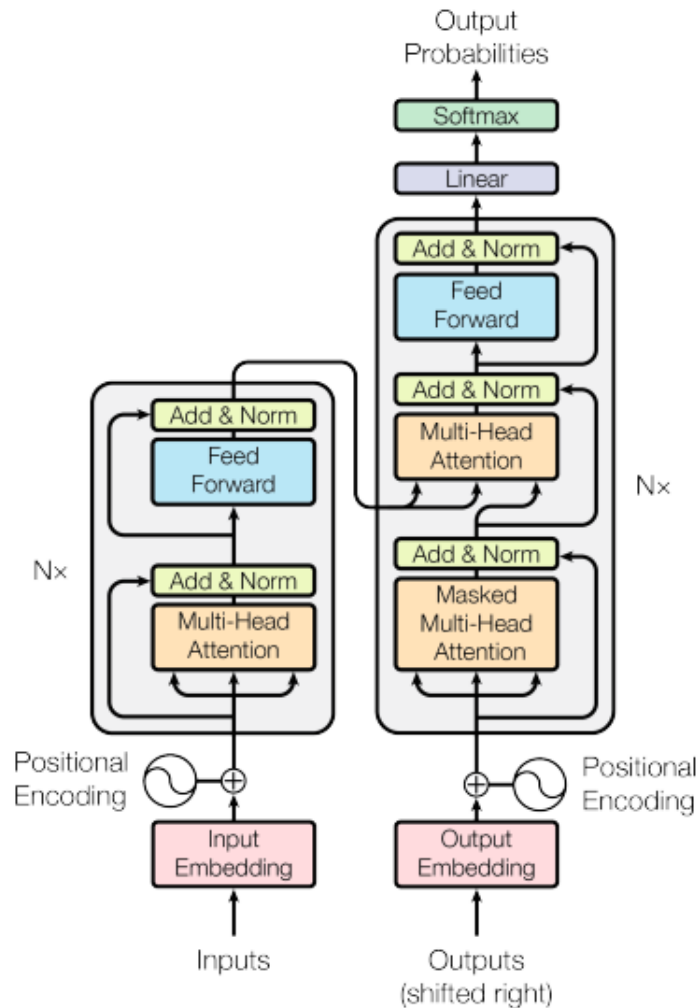 Output
Probabilities
Softmax
Linear
Add & Norm
Feed
Forward
Add & Norm
Multi-Head
Attention
Add & Norm
Masked
Multi-Head
Attention
Nx
Add & Norm
Feed
Forward
Add & Norm
Multi-Head
Attention
Nx
Positional
Encoding
Positional
Encoding
Input
Embedding
Output
Embedding
Inputs
Outputs
(shifted right)